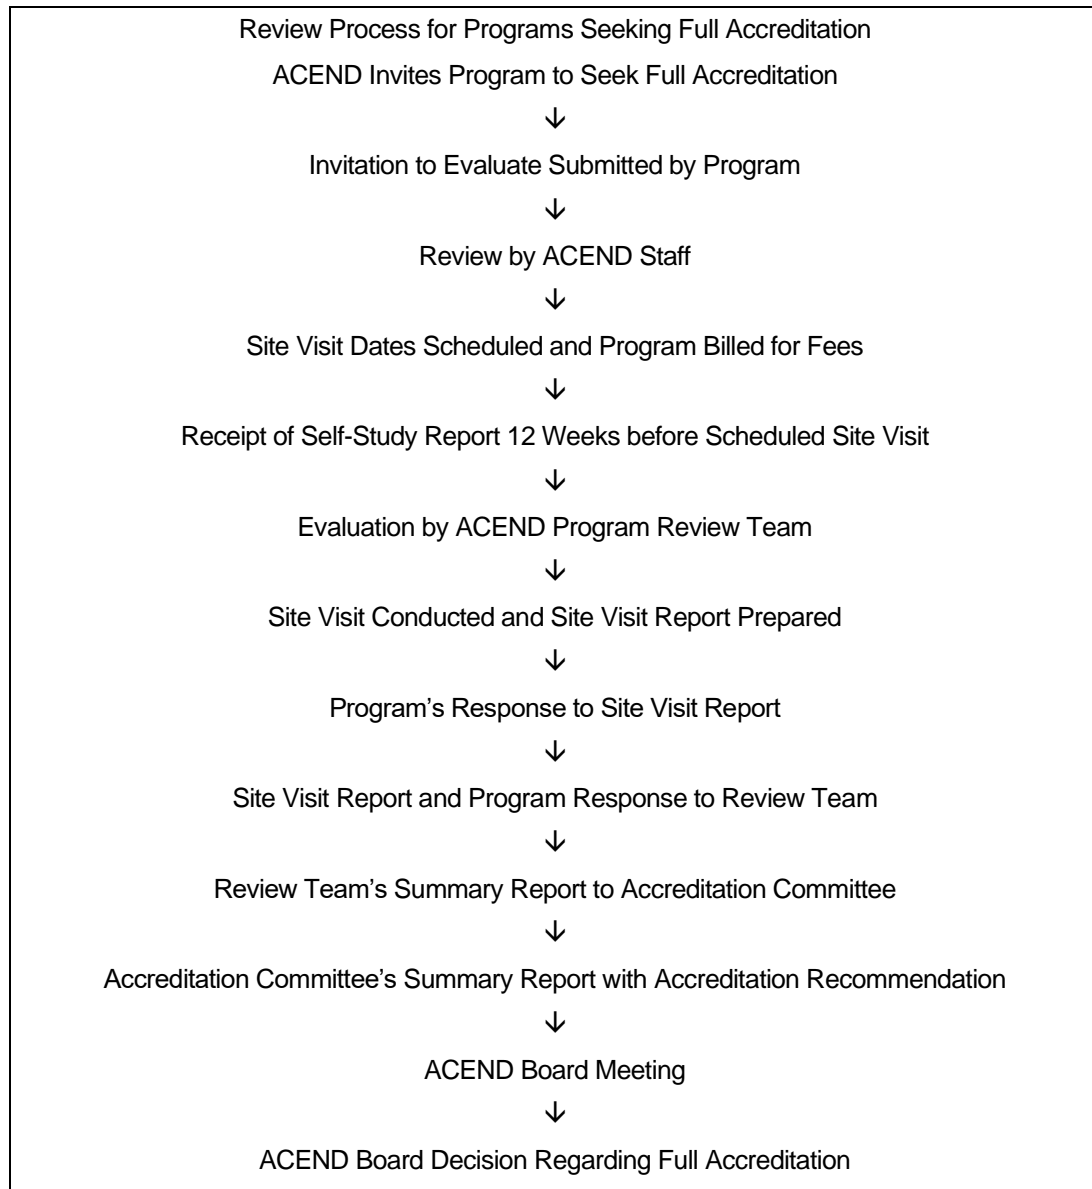 Review Process for Programs Seeking Full Accreditation
ACEND Invites Program to Seek Full Accreditation
↓
Invitation to Evaluate Submitted by Program
↓
Review by ACEND Staff
↓
Site Visit Dates Scheduled and Program Billed for Fees
↓
Receipt of Self-Study Report 12 Weeks before Scheduled Site Visit
↓
Evaluation by ACEND Program Review Team
↓
Site Visit Conducted and Site Visit Report Prepared
↓
Program’s Response to Site Visit Report
↓
Site Visit Report and Program Response to Review Team
↓
Review Team’s Summary Report to Accreditation Committee
↓
Accreditation Committee’s Summary Report with Accreditation Recommendation
↓
ACEND Board Meeting
↓
ACEND Board Decision Regarding Full Accreditation